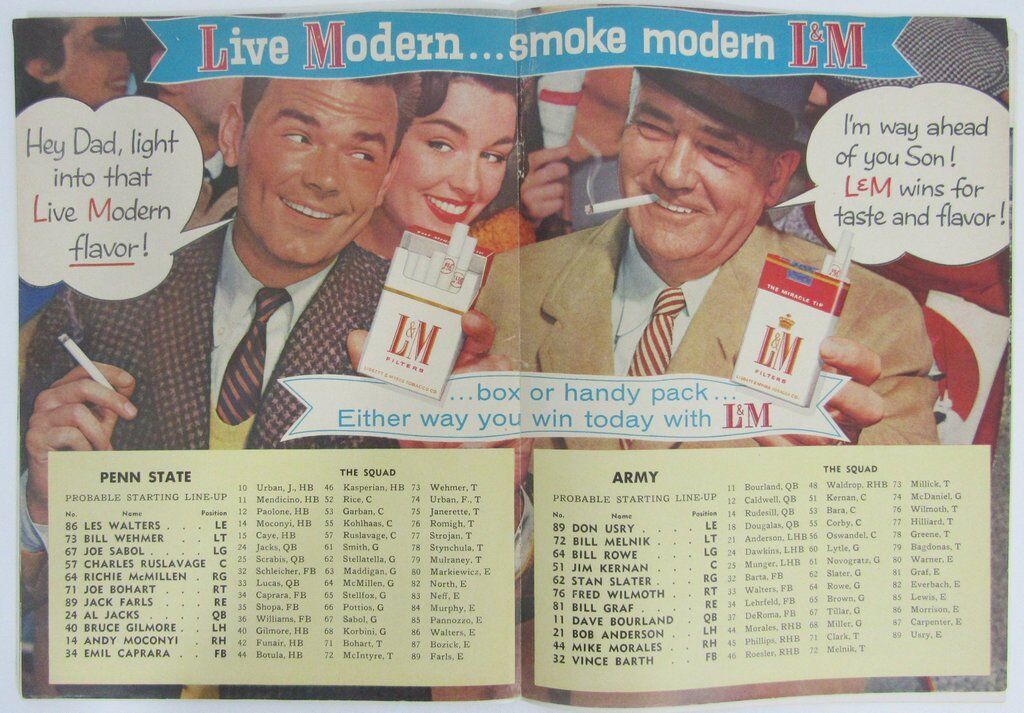 Live Modern...smoke modern L&M
Hey Dad, light
into that
Live Modern
flavor!
I'm way ahead
of you Son!
L&M wins for
taste and flavor!
L&M
FILTERS
LIGGETT & MYERS TOBACCO CO.
THE MIRACLE TIP
L&M
FILTERS
...box or handy pack...
Either way you win today with L&M
PENN STATE
PROBABLE STARTING LINE-UP
No. Name Position
86 LES WALTERS . . . LE
73 BILL WEHMER . . . LT
67 JOE SABOL . . . . LG
57 CHARLES RUSLAVAGE C
64 RICHIE McMILLEN . RG
71 JOE BOHART . . . RT
89 JACK FARLS . . . RE
24 AL JACKS . . . . QB
40 BRUCE GILMORE . LH
14 ANDY MOCONYI . . RH
34 EMIL CAPRARA . . FB
THE SQUAD
10 Urban, J., HB
11 Mendicino, HB
12 Paolone, HB
14 Moconyi, HB
15 Caye, HB
24 Jacks, QB
25 Scrabis, QB
32 Schleicher, FB
33 Lucas, QB
34 Caprara, FB
35 Shopa, FB
36 Williams, FB
40 Gilmore, HB
42 Funair, HB
44 Botula, HB
46 Kasperian, HB
52 Rice, C
53 Garban, C
55 Kohlhaas, C
57 Ruslavage, C
61 Smith, G
62 Stellatella, G
63 Maddigan, G
64 McMillen, G
65 Stellfox, G
66 Pottios, G
67 Sabol, G
68 Korbini, G
71 Bohart, T
72 McIntyre, T
73 Wehmer, T
74 Urban, F., T
75 Janerette, T
76 Romigh, T
77 Strojan, T
78 Stynchula, T
79 Mulraney, T
80 Markiewicz, E
82 North, E
83 Neff, E
84 Murphy, E
85 Pannozzo, E
86 Walters, E
87 Bozick, E
89 Farls, E
ARMY
PROBABLE STARTING LINE-UP
No. Name Position
89 DON USRY . . . . LE
72 BILL MELNIK . . . LT
64 BILL ROWE . . . . LG
51 JIM KERNAN . . . C
62 STAN SLATER . . . RG
76 FRED WILMOTH . . RT
81 BILL GRAF . . . . RE
11 DAVE BOURLAND . QB
21 BOB ANDERSON . . LH
44 MIKE MORALES . . RH
32 VINCE BARTH . . . FB
THE SQUAD
11 Bourland, QB
12 Caldwell, QB
14 Rudesill, QB
18 Dougalas, QB
21 Anderson, LHB
24 Dawkins, LHB
25 Munger, LHB
32 Barta, FB
33 Walters, FB
34 Lehrfeld, FB
37 DeRoma, FB
44 Morales, RHB
45 Phillips, RHB
46 Roesler, RHB
48 Waldrop, RHB
51 Kernan, C
53 Bara, C
55 Corby, C
56 Oswandel, C
60 Lytle, G
61 Novogratz, G
62 Slater, G
64 Rowe, G
65 Brown, G
67 Tillar, G
68 Miller, G
71 Clark, T
72 Melnik, T
73 Millick, T
74 McDaniel, G
76 Wilmoth, T
77 Hilliard, T
78 Greene, T
79 Bagdonas, T
80 Warner, E
81 Graf, E
82 Everbach, E
85 Lewis, E
86 Morrison, E
87 Carpenter, E
89 Usry, E